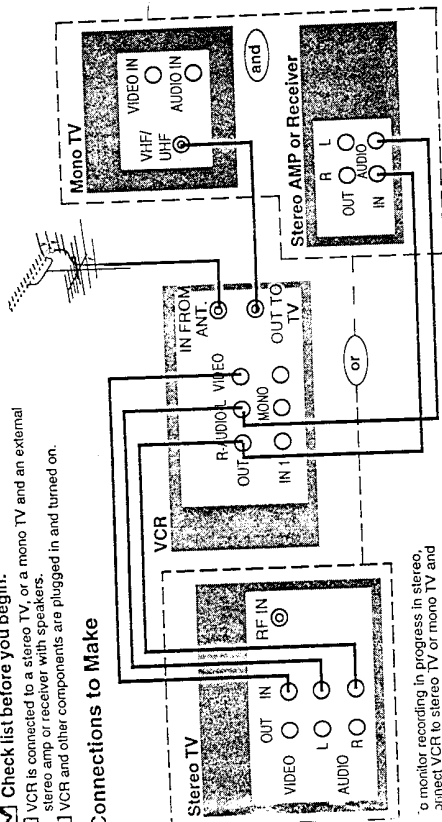 Check list before you begin.
VCR is connected to a stereo TV, or a mono TV and an external
stereo amp or receiver with speakers.
VCR and other components are plugged in and turned on.
Connections to Make
Stereo TV
OUT IN
RF IN
VIDEO
L
AUDIO
R
or
VCR
R-AUDIO-L VIDEO
OUT
IN 1
MONO
IN FROM
ANT.
OUT TO
TV
Mono TV
VHF/
UHF
VIDEO IN
AUDIO IN
and
Stereo AMP or Receiver
R L
OUT
AUDIO
IN
o monitor recording in progress in stereo,
nnect VCR to stereo TV or mono TV and